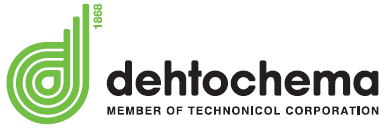 1868
dehtochema
MEMBER OF TECHNONICOL CORPORATION